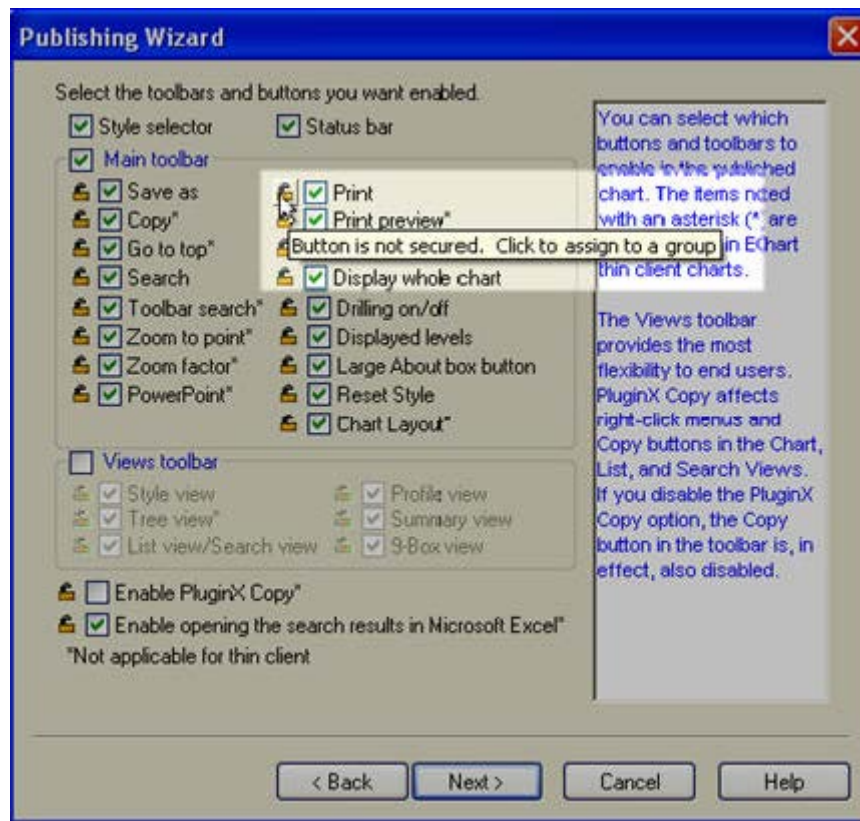 Publishing Wizard
Select the toolbars and buttons you want enabled.
Style selector
Status bar
Main toolbar
Save as
Copy*
Go to top*
Search
Toolbar search*
Zoom to point*
Zoom factor*
PowerPoint*
Print
Print preview*
Button is not secured. Click to assign to a group
Display whole chart
Drilling on/off
Displayed levels
Large About box button
Reset Style
Chart Layout*
Views toolbar
Style view
Tree view*
List view/Search view
Profile view
Summary view
9-Box view
Enable PluginX Copy*
Enable opening the search results in Microsoft Excel*
*Not applicable for thin client
You can select which
buttons and toolbars to
enable in the published
chart. The items noted
with an asterisk (* are
in EChart
thin client charts.
The Views toolbar
provides the most
flexibility to end users.
PluginX Copy affects
right-click menus and
Copy buttons in the Chart,
List, and Search Views.
If you disable the PluginX
Copy option, the Copy
button in the toolbar is, in
effect, also disabled.
< Back
Next >
Cancel
Help